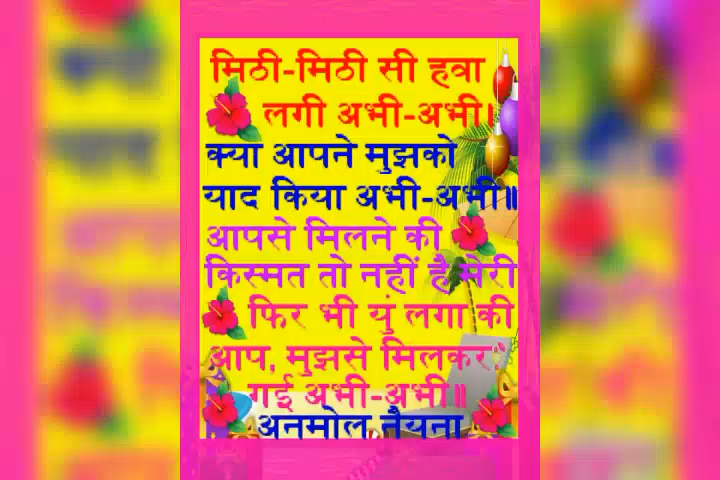 मिठी-मिठी सी हवा
लगी अभी-अभी।
क्या आपने मुझको
याद किया अभी-अभी॥
आपसे मिलने की
किस्मत तो नहीं है मेरी
फिर भी युं लगा की
आप, मुझसे मिलकर
गई अभी-अभी॥
अनमोल नैयना